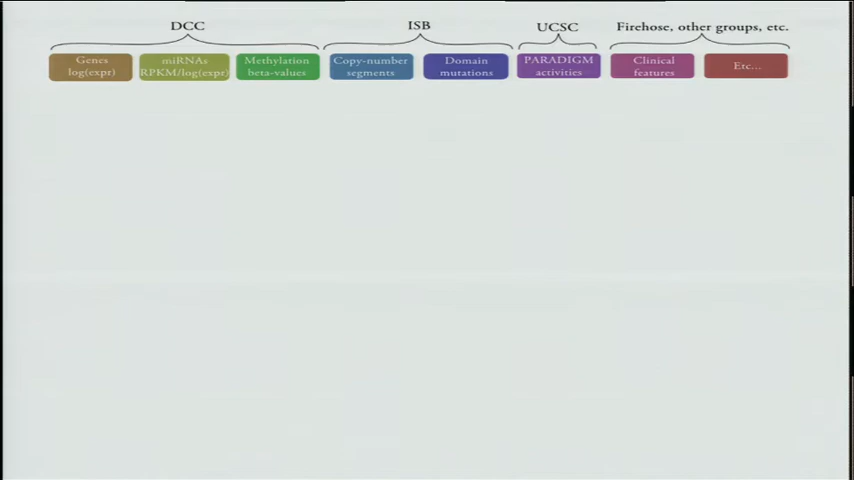 DCC
ISB
UCSC
Firehose, other groups, etc.
Genes
log(expr)
miRNAs
RPKM/log(expr)
Methylation
beta-values
Copy-number
segments
Domain
mutations
PARADIGM
activities
Clinical
features
Etc...